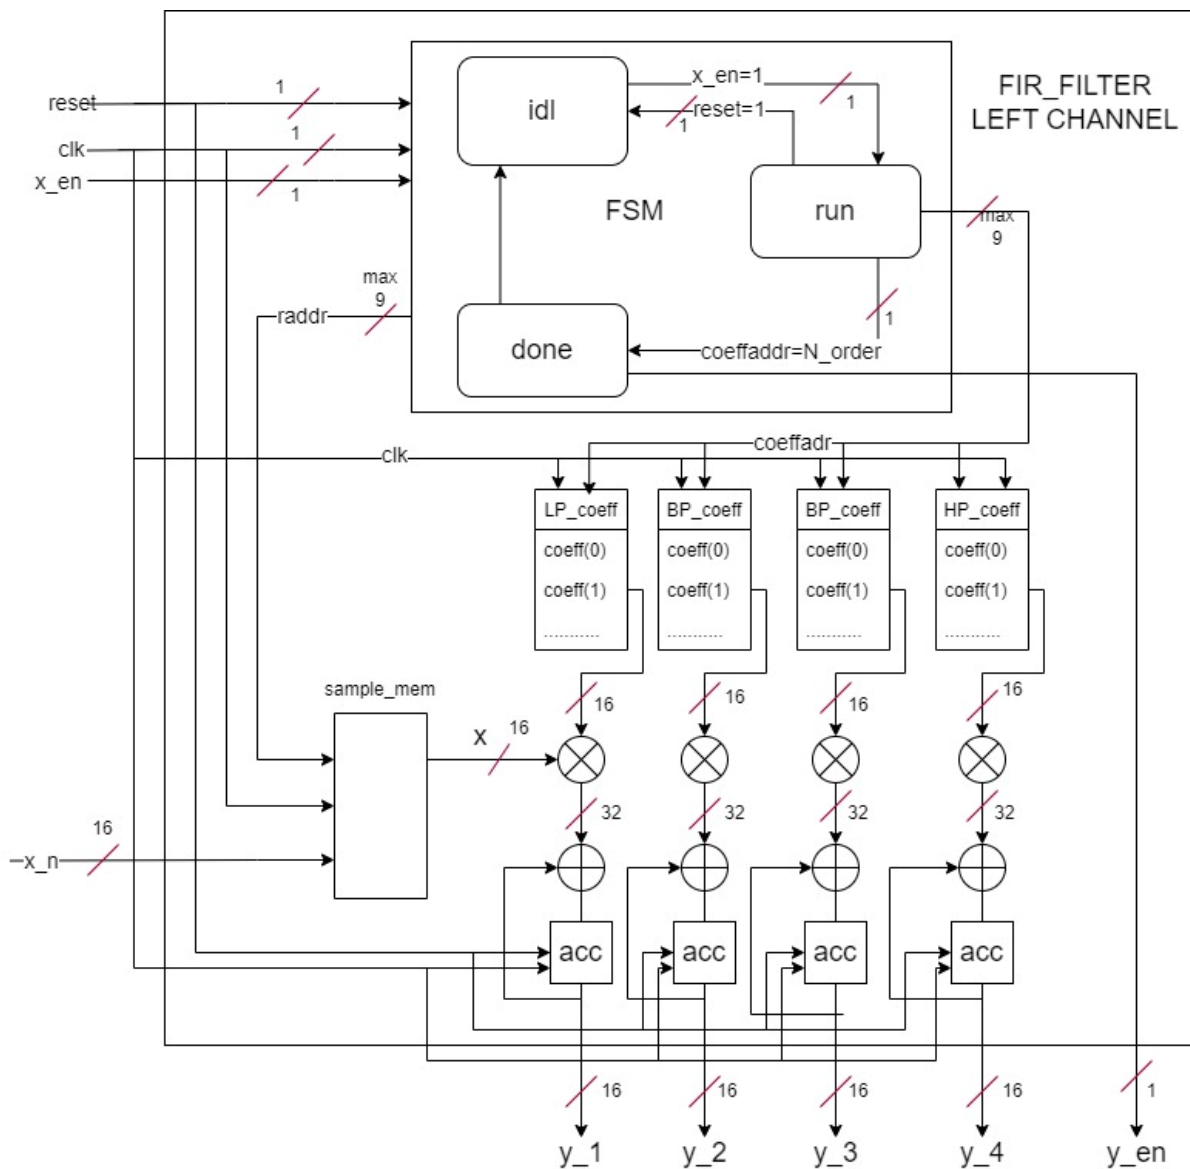 FIR_FILTER
LEFT CHANNEL
reset
1
clk
1
x_en
1
idl
x_en=1
1
reset=1
1
FSM
run
max
9
max
9
raddr
1
done
coeffaddr=N_order
coeffadr
clk
LP_coeff
coeff(0)
coeff(1)
...........
BP_coeff
coeff(0)
coeff(1)
...........
BP_coeff
coeff(0)
coeff(1)
...........
HP_coeff
coeff(0)
coeff(1)
...........
16
16
16
16
sample_mem
x
16
32
32
32
32
16
x_n
acc
acc
acc
acc
16
16
16
16
1
y_1
y_2
y_3
y_4
y_en